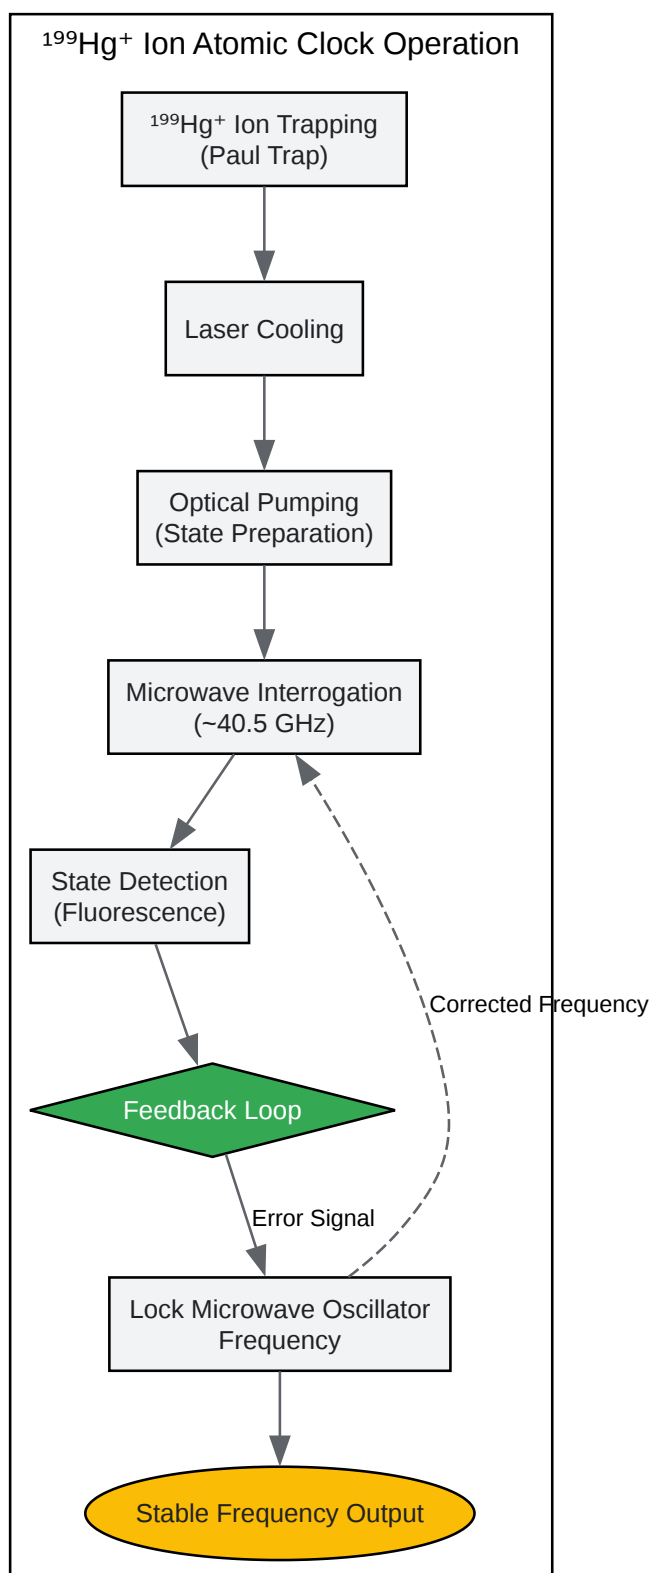 ¹⁹⁹Hg⁺ Ion Atomic Clock Operation
¹⁹⁹Hg⁺ Ion Trapping
(Paul Trap)
Laser Cooling
Optical Pumping
(State Preparation)
Microwave Interrogation
(~40.5 GHz)
State Detection
(Fluorescence)
Corrected Frequency
Feedback Loop
Error Signal
Lock Microwave Oscillator
Frequency
Stable Frequency Output